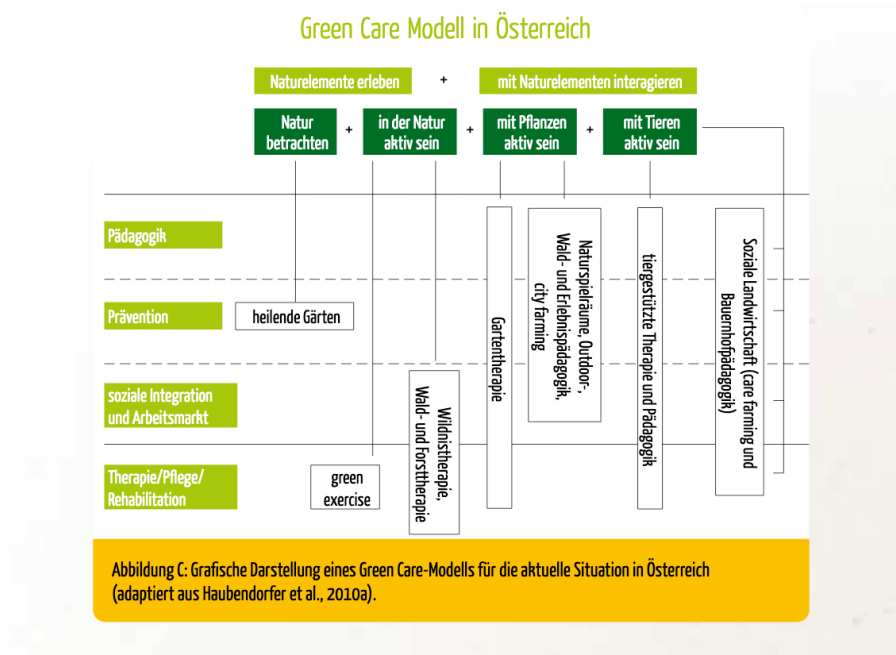 Green Care Modell in Österreich
Naturelemente erleben + mit Naturelementen interagieren
Natur
betrachten
+
in der Natur
aktiv sein
+
mit Pflanzen
aktiv sein
+
mit Tieren
aktiv sein
Pädagogik
Prävention
soziale Integration
und Arbeitsmarkt
Therapie/Pflege/
Rehabilitation
heilende Gärten
green
exercise
Wildnistherapie,
Wald- und Forsttherapie
Gartentherapie
Naturspielräume, Outdoor-,
Wald- und Erlebnispädagogik,
city farming
tiergestützte Therapie und Pädagogik
Soziale Landwirtschaft (care farming und
Bauernhofpädagogik)
Abbildung C: Grafische Darstellung eines Green Care-Modells für die aktuelle Situation in Österreich
(adaptiert aus Haubendorfer et al., 2010a).